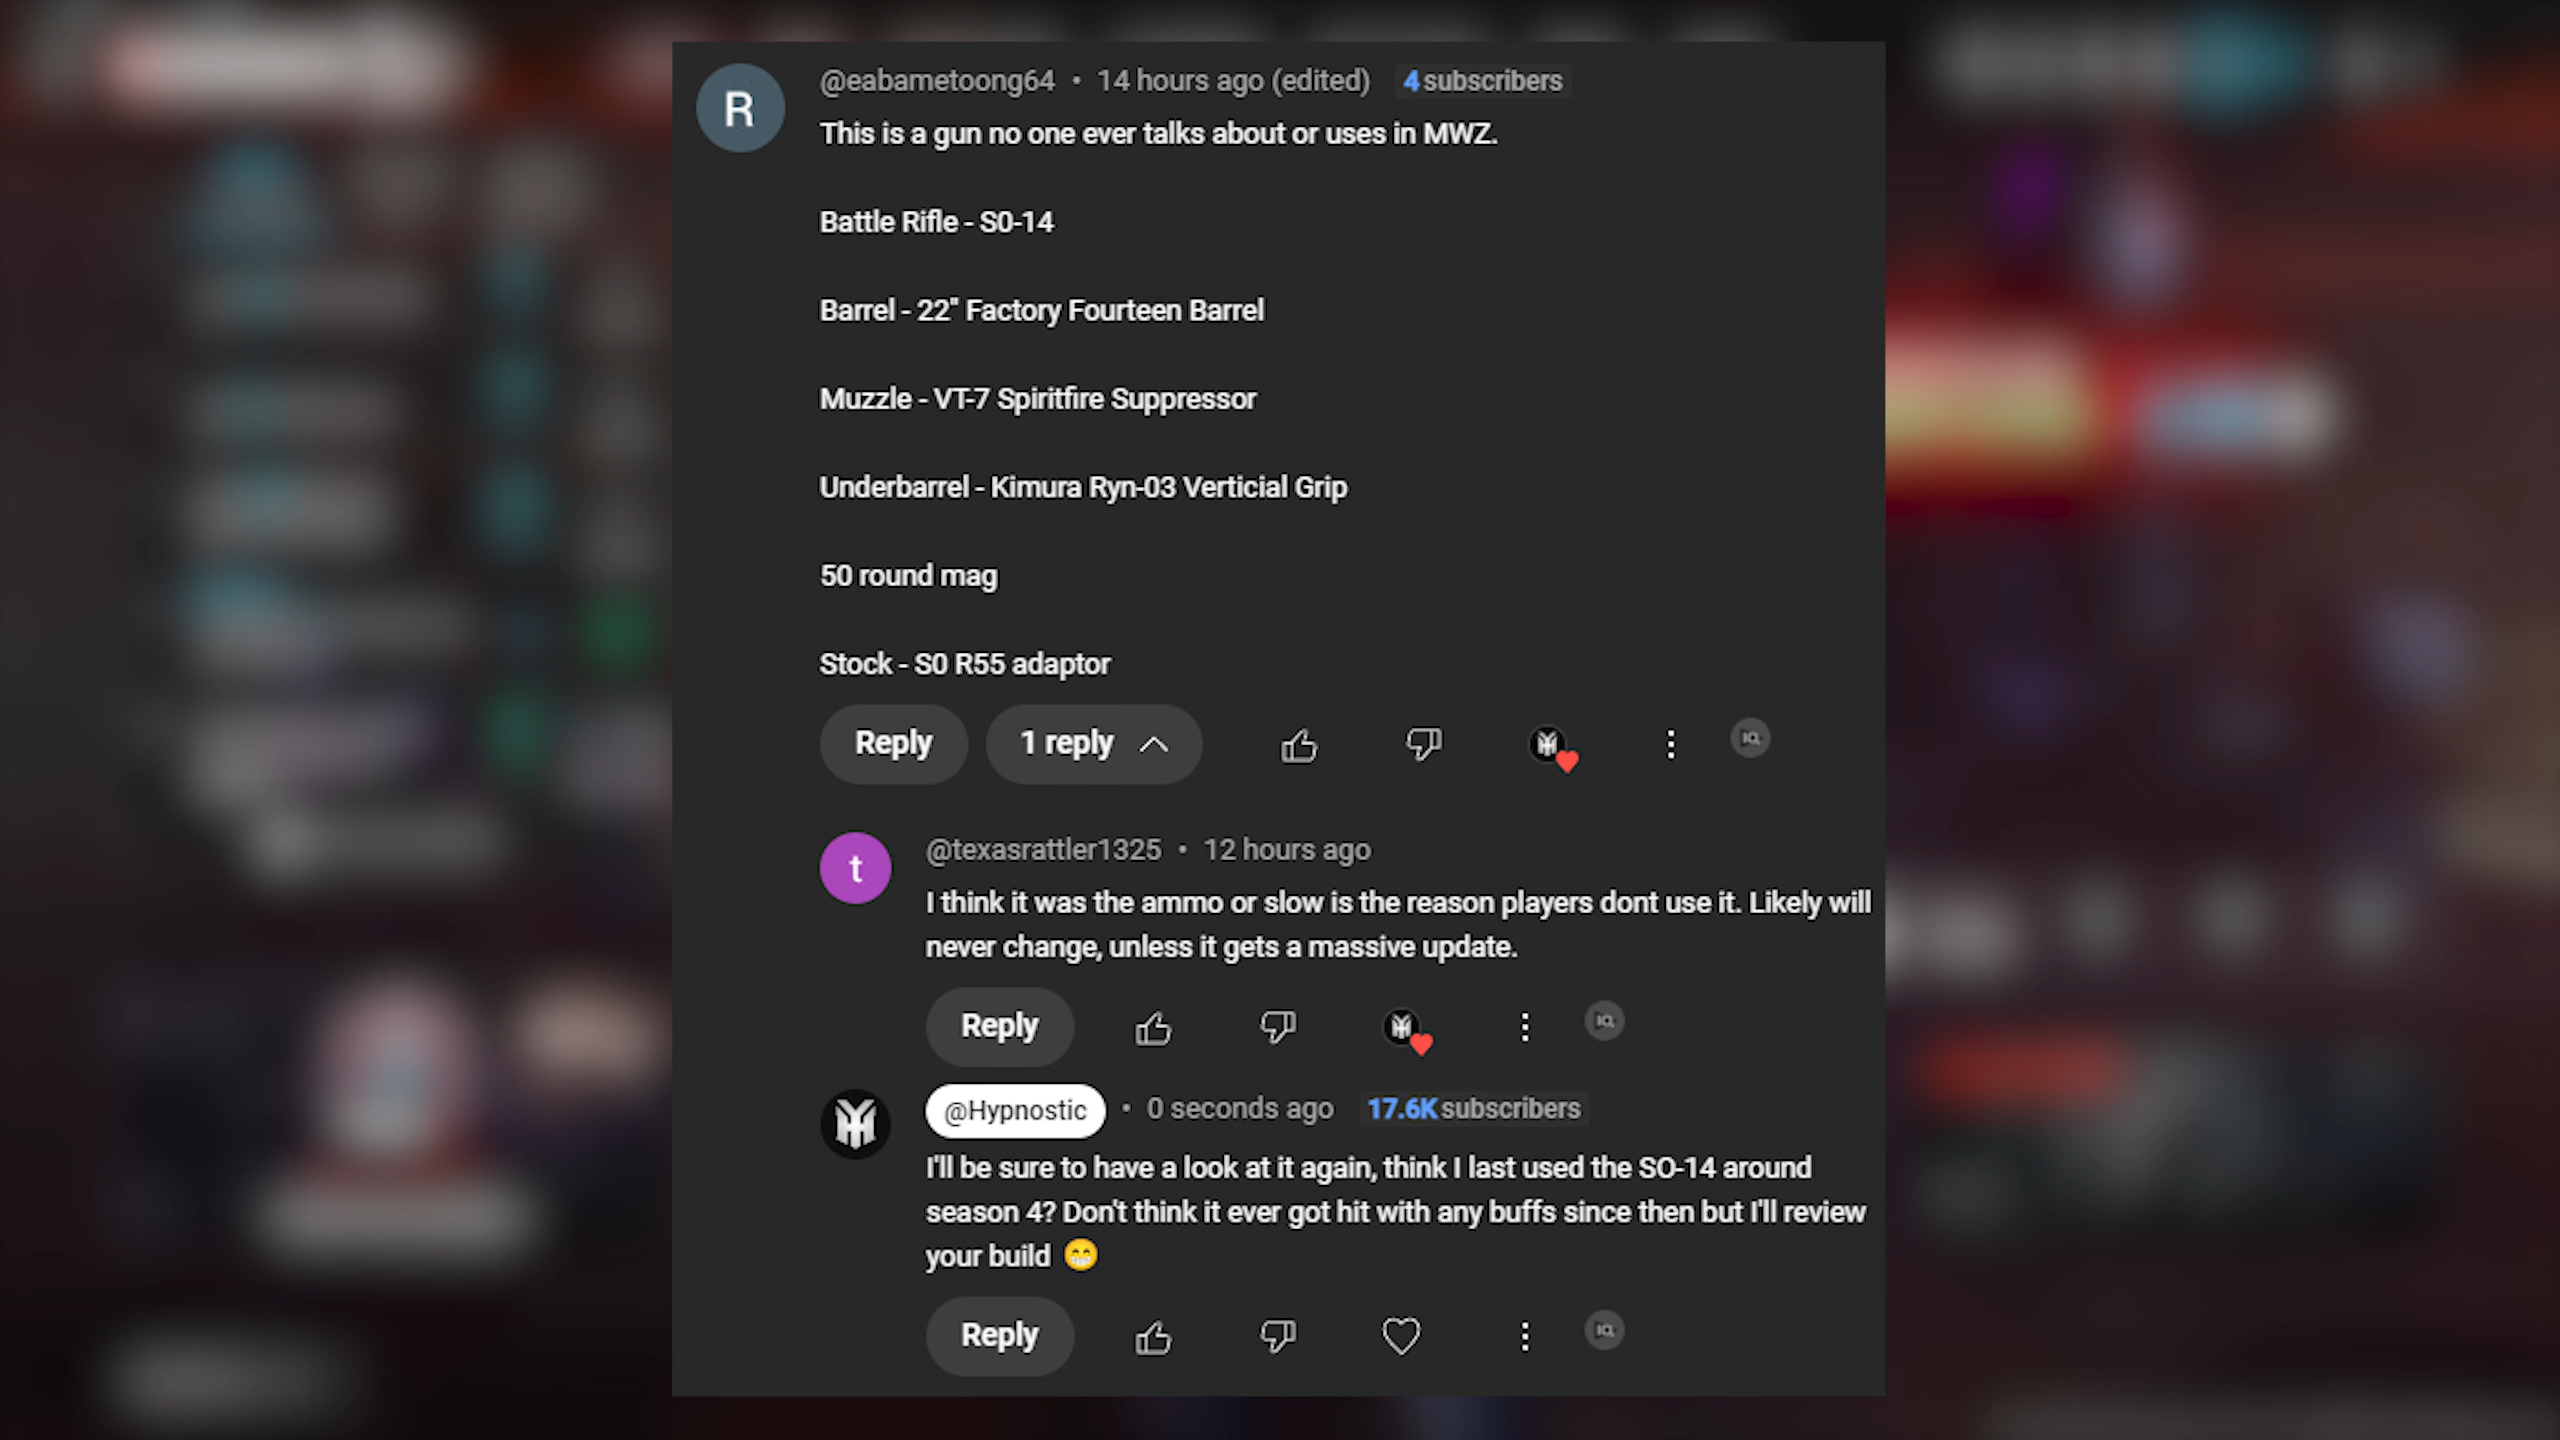 R
@eabametoong64 • 14 hours ago (edited) 4 subscribers
This is a gun no one ever talks about or uses in MWZ.
Battle Rifle - S0-14
Barrel - 22" Factory Fourteen Barrel
Muzzle - VT-7 Spiritfire Suppressor
Underbarrel - Kimura Ryn-03 Verticial Grip
50 round mag
Stock - S0 R55 adaptor
Reply 1 reply
t
@texasrattler1325 • 12 hours ago
I think it was the ammo or slow is the reason players dont use it. Likely will
never change, unless it gets a massive update.
Reply
@Hypnostic • 0 seconds ago 17.6K subscribers
I'll be sure to have a look at it again, think I last used the SO-14 around
season 4? Don't think it ever got hit with any buffs since then but I'll review
your build 😁
Reply